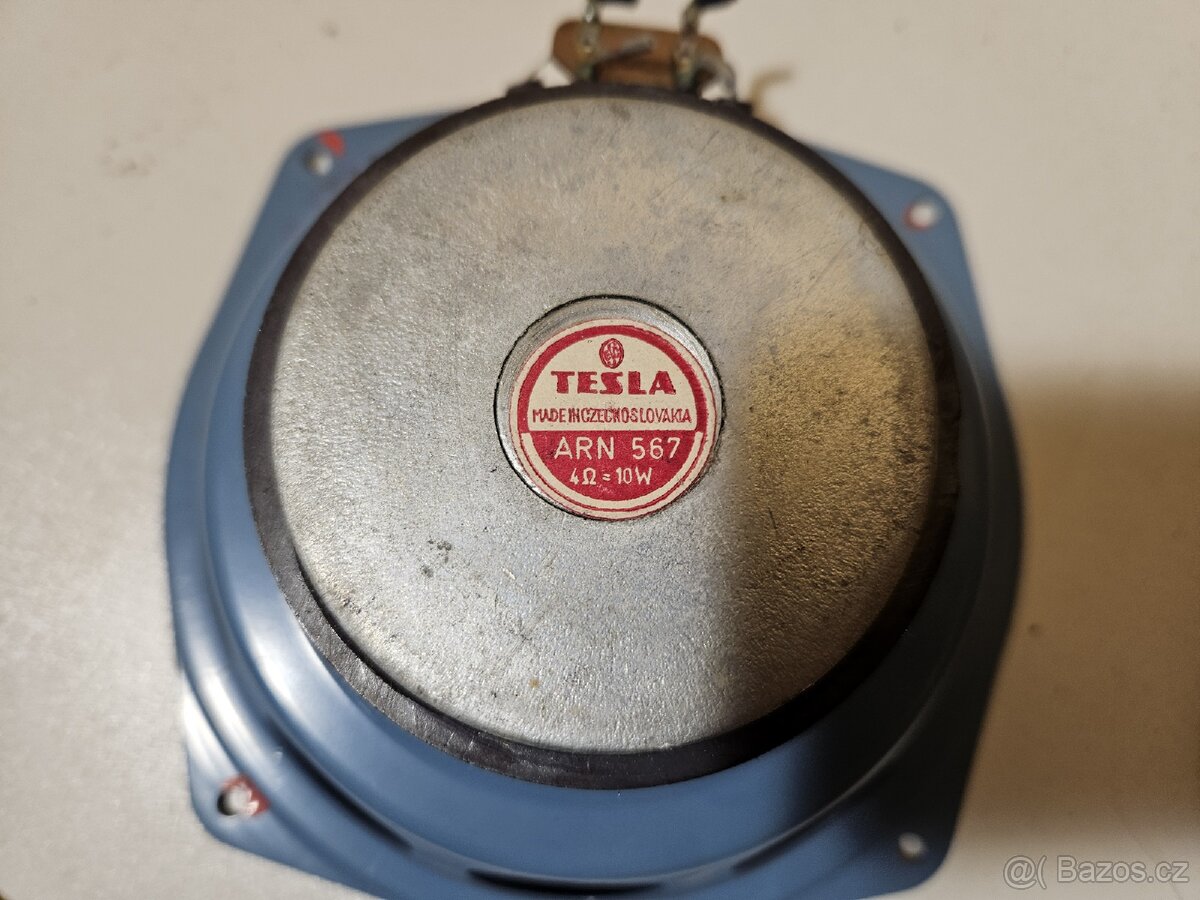 TESLA
MADE IN CZECHOSLOVAKIA
ARN 567
4Ω = 10W
@( Bazos.cz